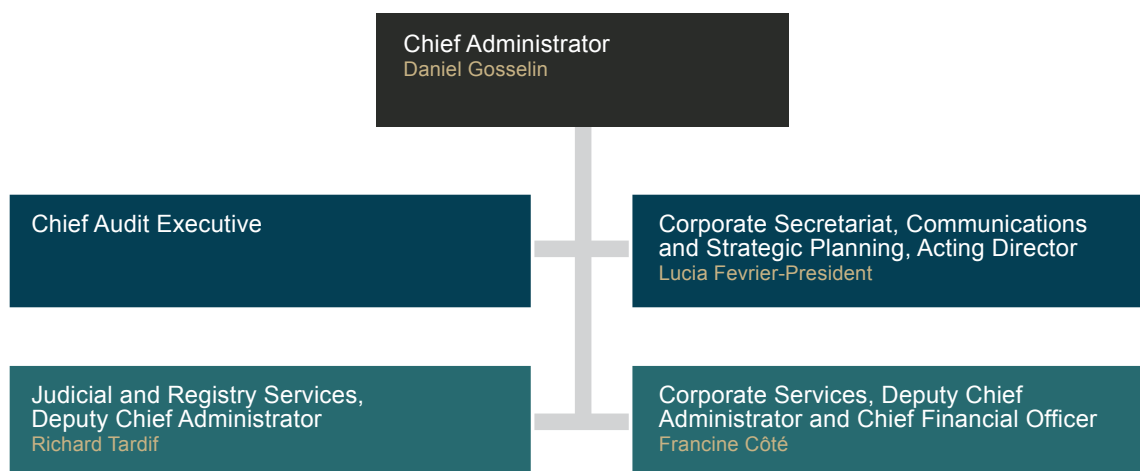 Chief Administrator
Daniel Gosselin
Chief Audit Executive
Corporate Secretariat, Communications
and Strategic Planning, Acting Director
Lucia Fevrier-President
Judicial and Registry Services,
Deputy Chief Administrator
Richard Tardif
Corporate Services, Deputy Chief
Administrator and Chief Financial Officer
Francine Côté